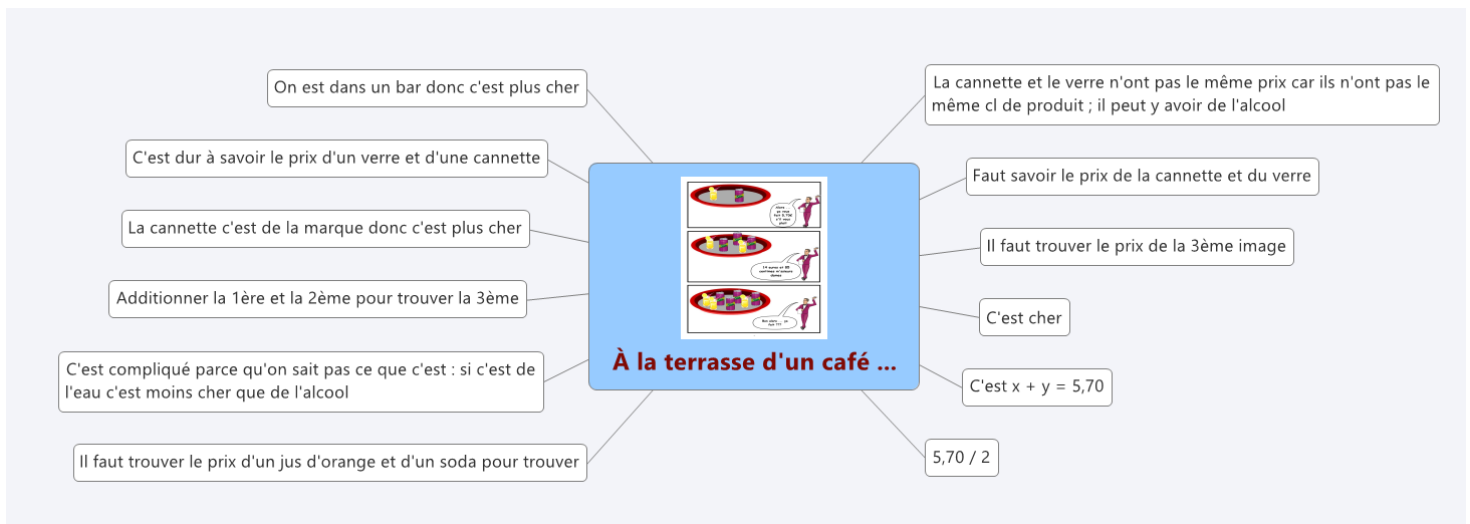 On est dans un bar donc c'est plus cher
C'est dur à savoir le prix d'un verre et d'une cannette
La cannette c'est de la marque donc c'est plus cher
Additionner la 1ère et la 2ème pour trouver la 3ème
C'est compliqué parce qu'on sait pas ce que c'est : si c'est de
l'eau c'est moins cher que de l'alcool
Il faut trouver le prix d'un jus d'orange et d'un soda pour trouver
À la terrasse d'un café ...
La cannette et le verre n'ont pas le même prix car ils n'ont pas le
même cl de produit ; il peut y avoir de l'alcool
Faut savoir le prix de la cannette et du verre
Il faut trouver le prix de la 3ème image
C'est cher
C'est x + y = 5,70
5,70 / 2